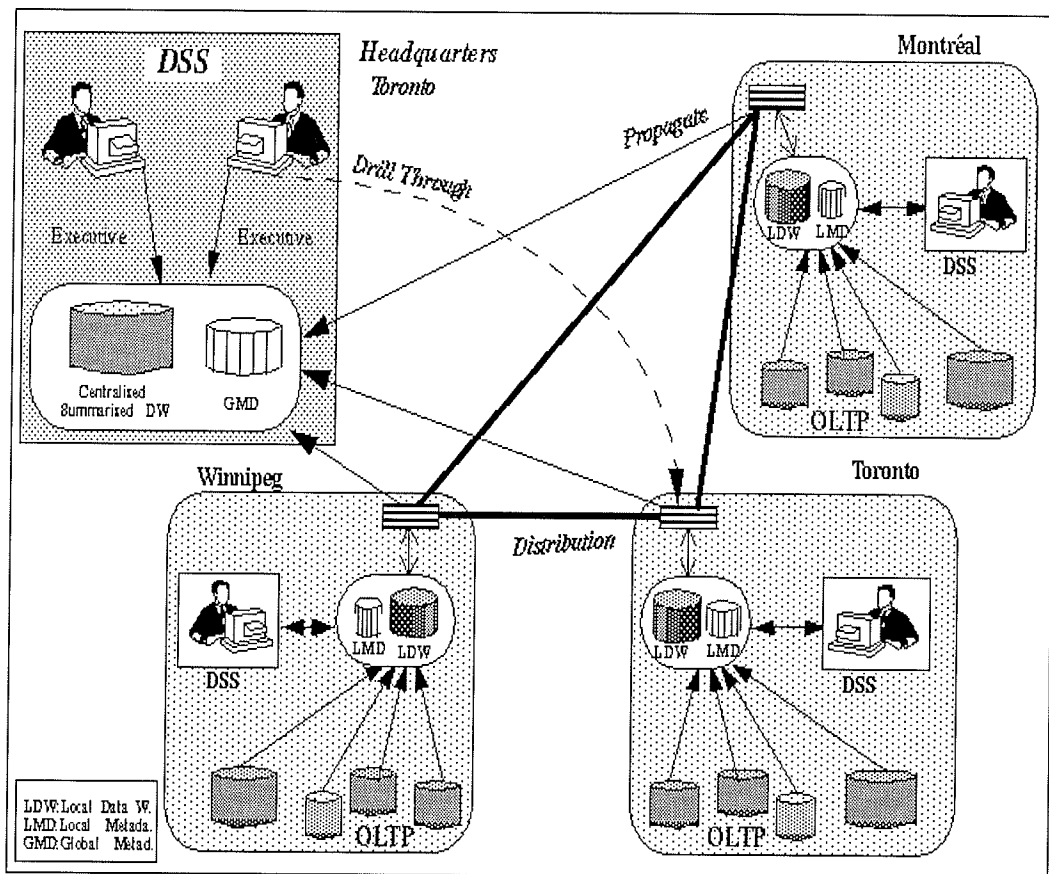 DSS
Headquarters
Toronto
Executive
Executive
Centralised
Summarised DW
GMD
Drill Through
Propagate
Montréal
LDW
LMD
DSS
OLTP
Winnipeg
Distribution
Toronto
DSS
LMD
LDW
OLTP
LDW
LMD
DSS
OLTP
LDW:Local Data W.
LMD:Local Metada.
GMD:Global Metad.